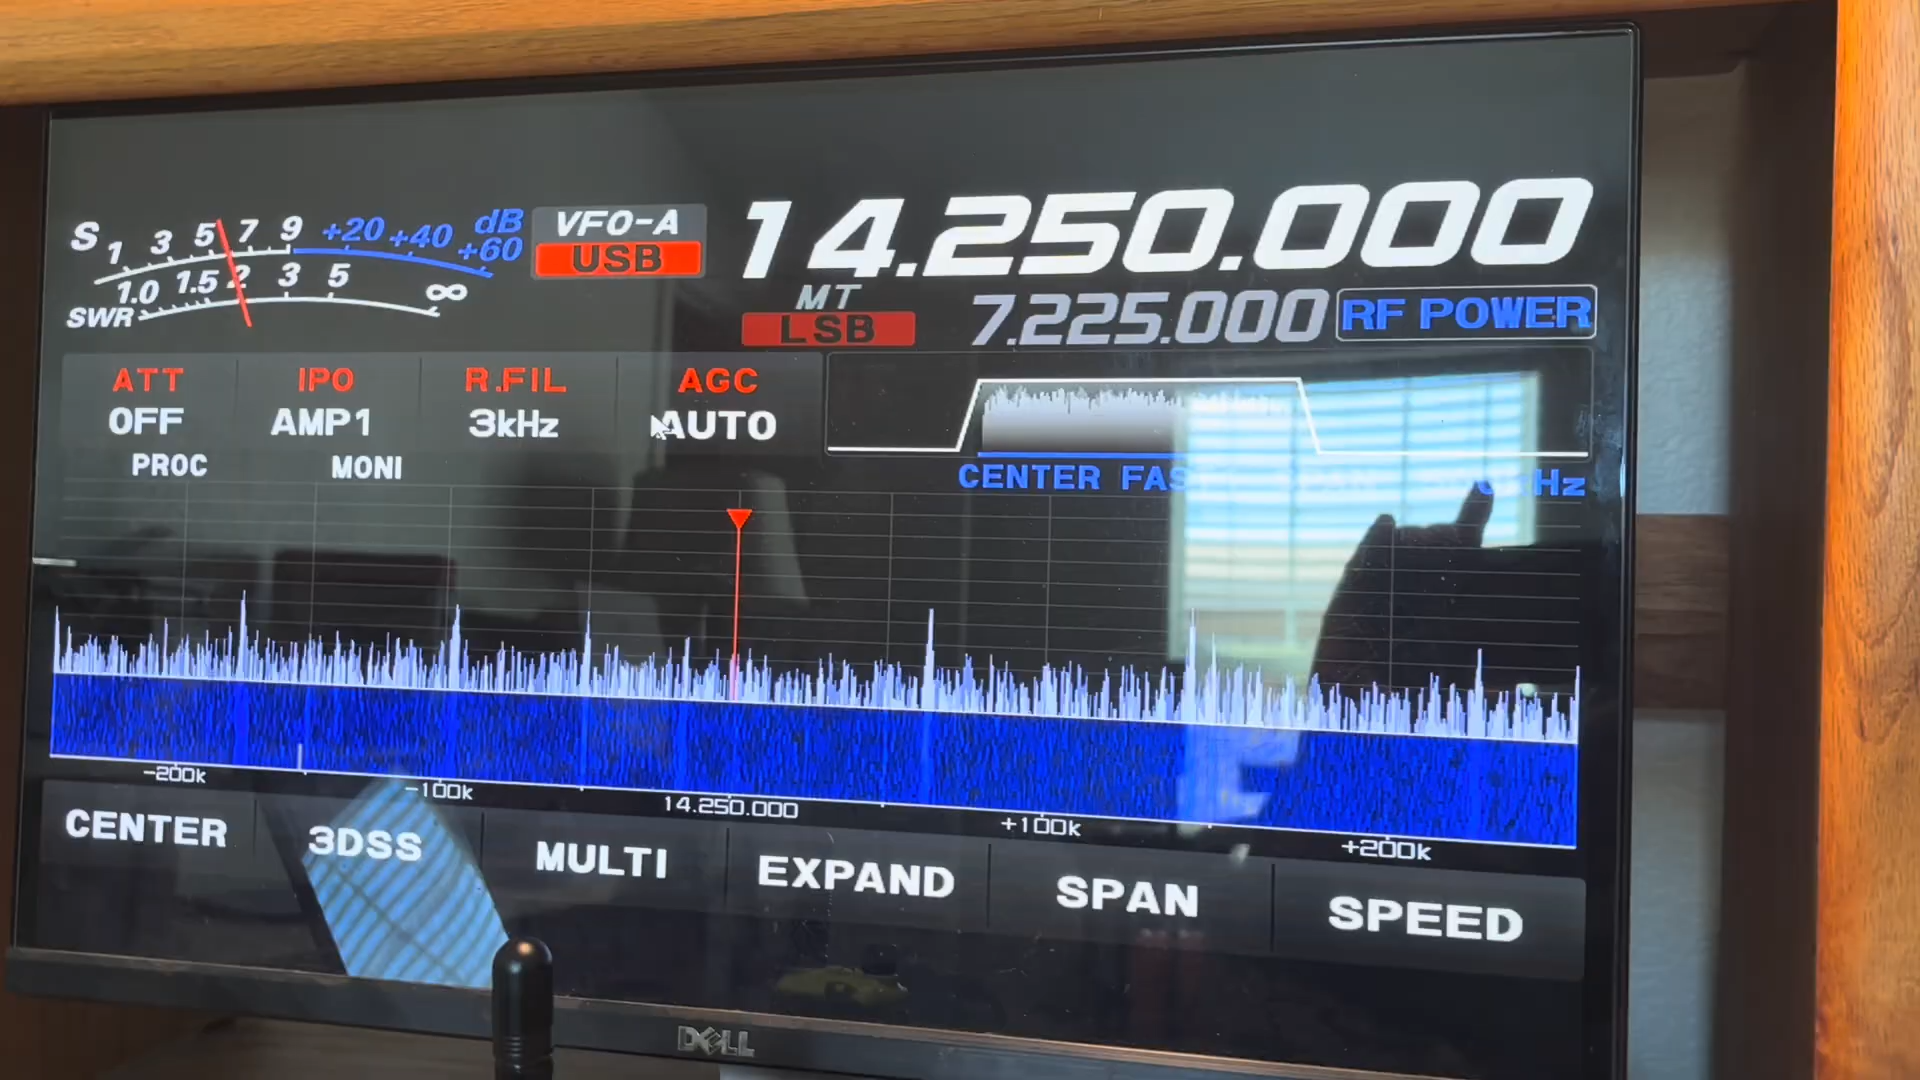 S 1 3 5 7 9 +20 +40 +60 dB
1.0 1.5 2 3 5 ∞
SWR
VFO-A
USB
14.250.000
MT
LSB
7.225.000
RF POWER
ATT IPO R.FIL AGC
OFF AMP1 3kHz AUTO
PROC MONI
CENTER FAST
-200k -100k 14.250.000 +100k +200k
CENTER 3DSS MULTI EXPAND SPAN SPEED
DELL